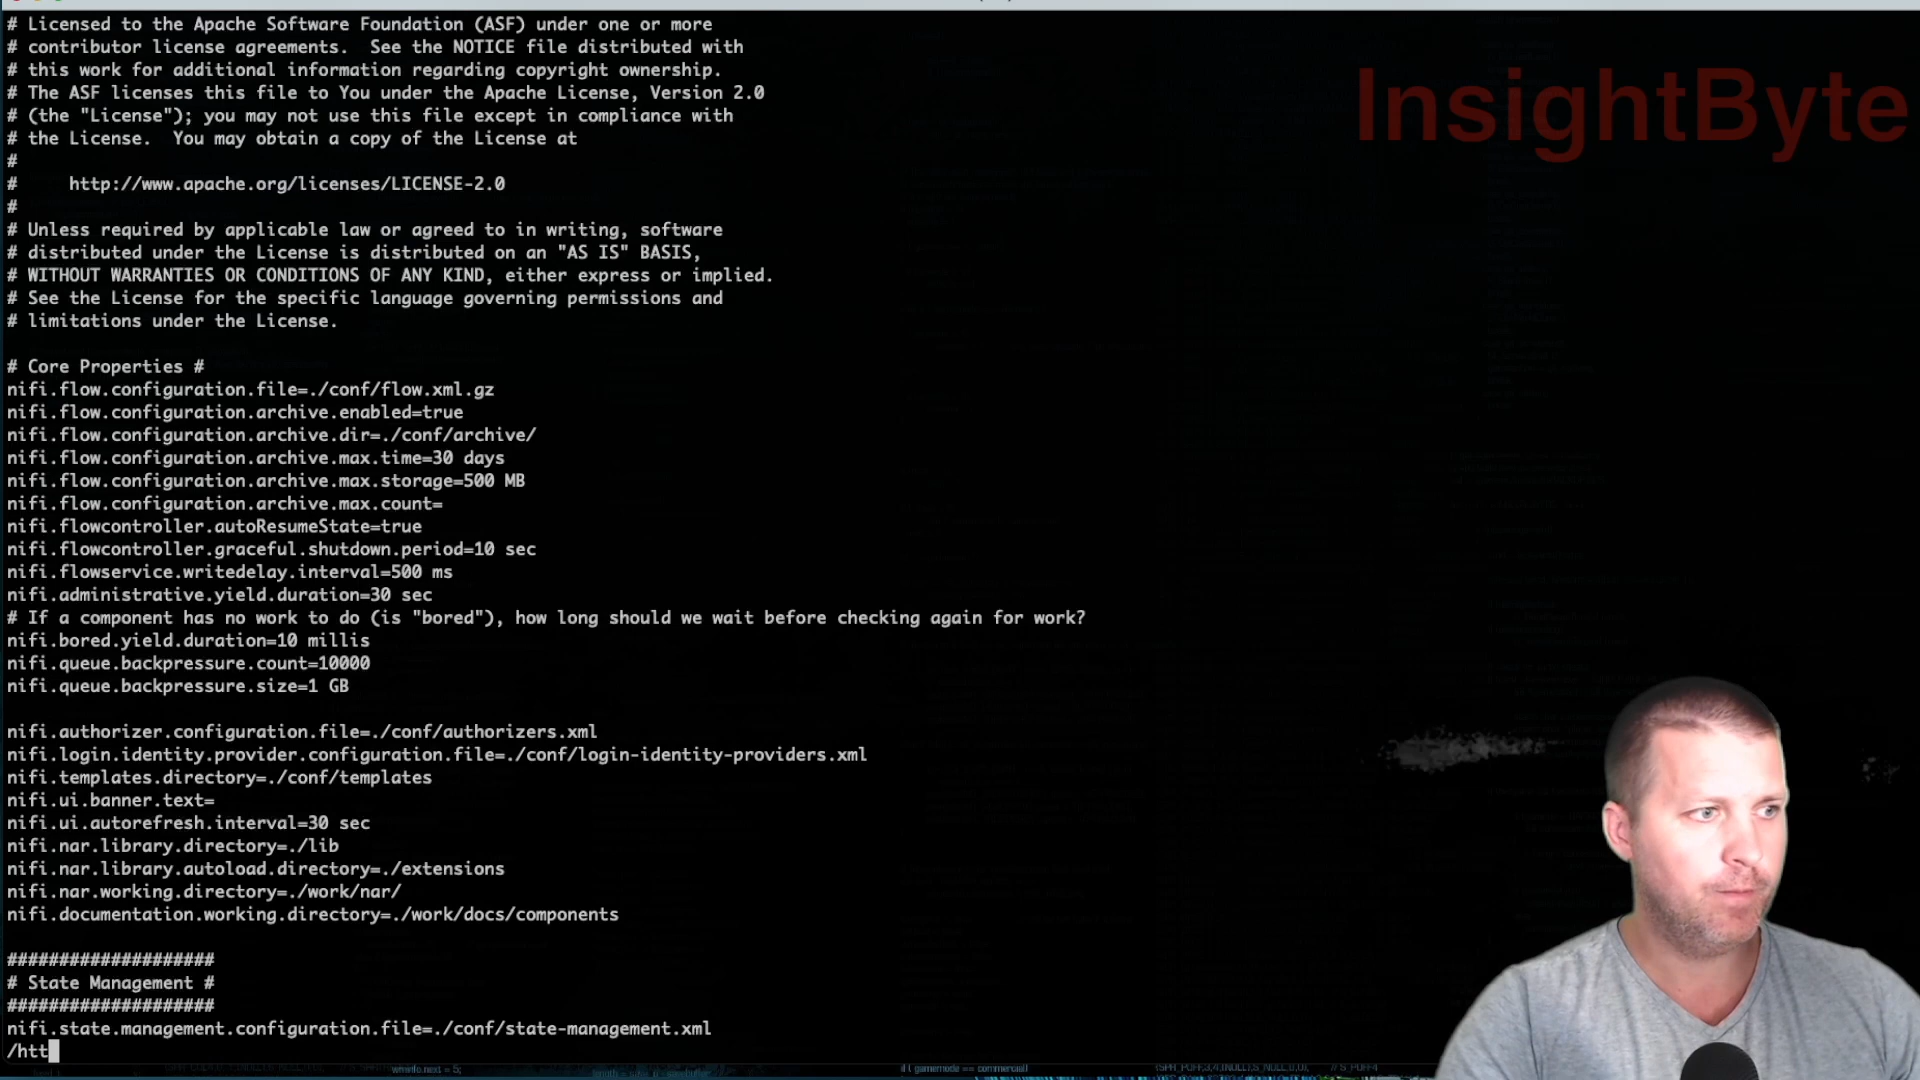 # Licensed to the Apache Software Foundation (ASF) under one or more
# contributor license agreements.  See the NOTICE file distributed with
# this work for additional information regarding copyright ownership.
# The ASF licenses this file to You under the Apache License, Version 2.0
# (the "License"); you may not use this file except in compliance with
# the License.  You may obtain a copy of the License at
#
#     http://www.apache.org/licenses/LICENSE-2.0
#
# Unless required by applicable law or agreed to in writing, software
# distributed under the License is distributed on an "AS IS" BASIS,
# WITHOUT WARRANTIES OR CONDITIONS OF ANY KIND, either express or implied.
# See the License for the specific language governing permissions and
# limitations under the License.
# Core Properties #
nifi.flow.configuration.file=./conf/flow.xml.gz
nifi.flow.configuration.archive.enabled=true
nifi.flow.configuration.archive.dir=./conf/archive/
nifi.flow.configuration.archive.max.time=30 days
nifi.flow.configuration.archive.max.storage=500 MB
nifi.flow.configuration.archive.max.count=
nifi.flowcontroller.autoResumeState=true
nifi.flowcontroller.graceful.shutdown.period=10 sec
nifi.flowservice.writedelay.interval=500 ms
nifi.administrative.yield.duration=30 sec
# If a component has no work to do (is "bored"), how long should we wait before checking again for work?
nifi.bored.yield.duration=10 millis
nifi.queue.backpressure.count=10000
nifi.queue.backpressure.size=1 GB
nifi.authorizer.configuration.file=./conf/authorizers.xml
nifi.login.identity.provider.configuration.file=./conf/login-identity-providers.xml
nifi.templates.directory=./conf/templates
nifi.ui.banner.text=
nifi.ui.autorefresh.interval=30 sec
nifi.nar.library.directory=./lib
nifi.nar.library.autoload.directory=./extensions
nifi.nar.working.directory=./work/nar/
nifi.documentation.working.directory=./work/docs/components
####################
# State Management #
####################
nifi.state.management.configuration.file=./conf/state-management.xml
/htt
InsightByte